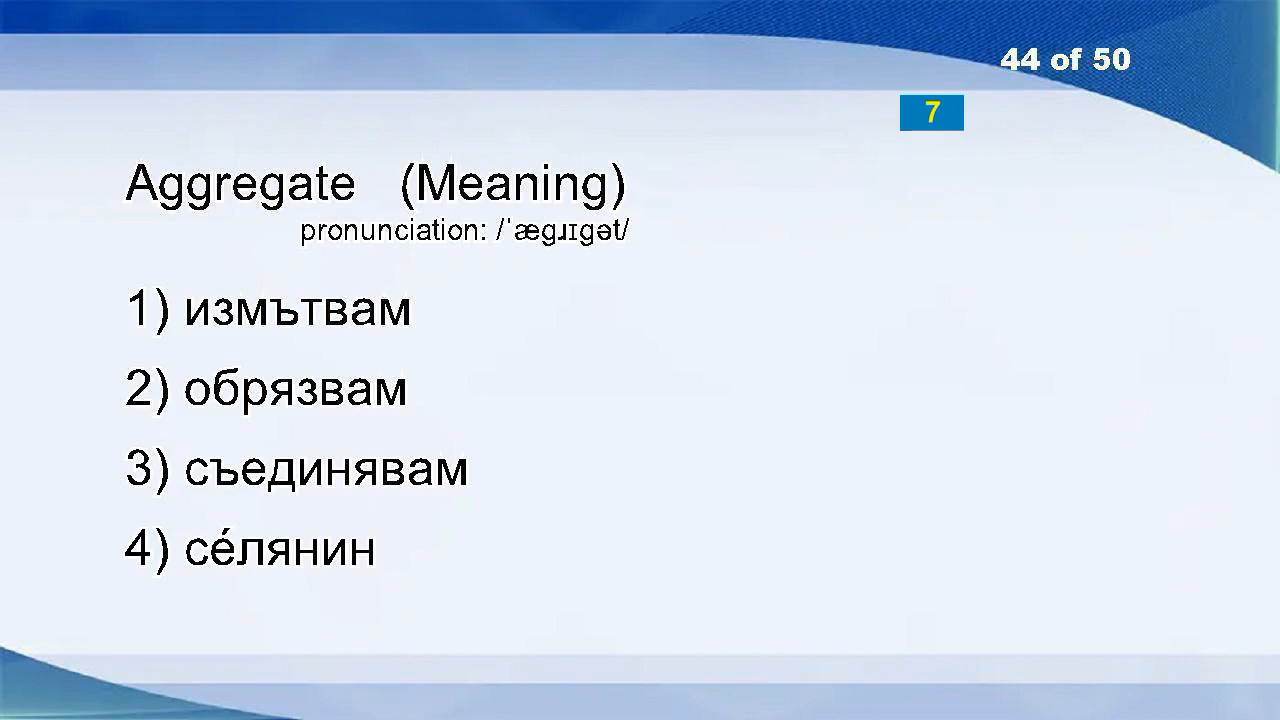 44 of 50
7
Aggregate (Meaning)
pronunciation: /ˈæɡɹɪɡət/
1) измътвам
2) обрязвам
3) съединявам
4) се́лянин